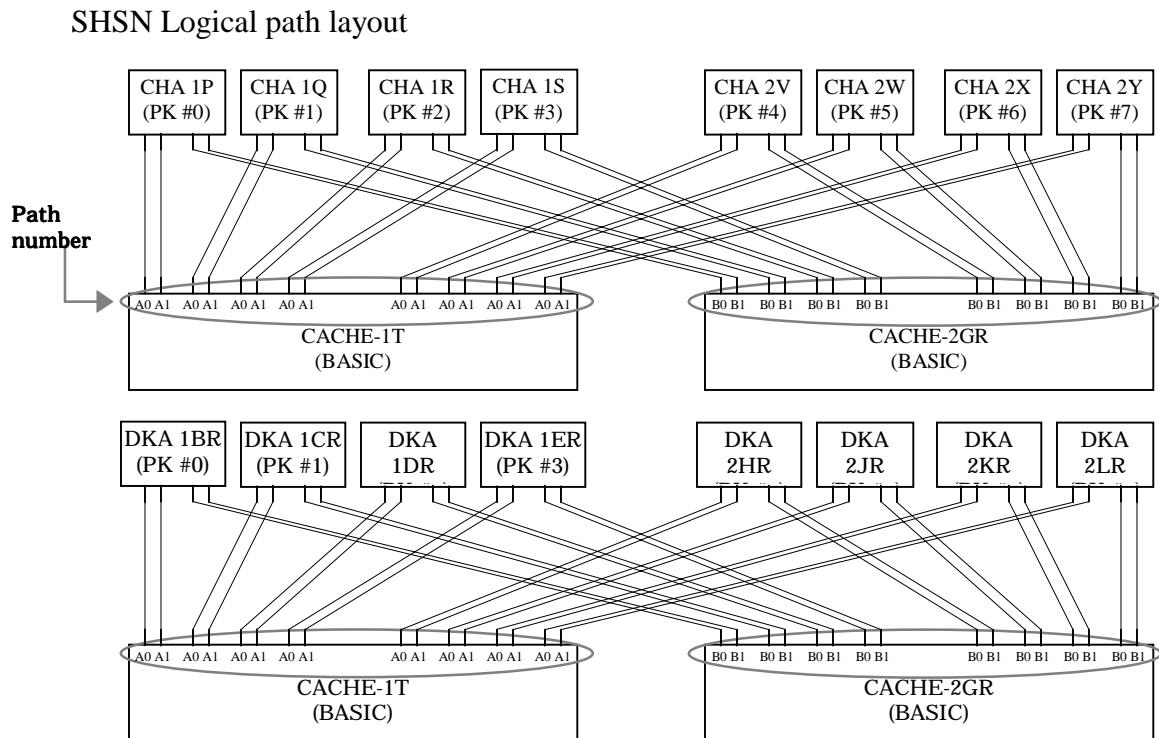 SHSN Logical path layout
CHA 1P
(PK #0)
CHA 1Q
(PK #1)
CHA 1R
(PK #2)
CHA 1S
(PK #3)
CHA 2V
(PK #4)
CHA 2W
(PK #5)
CHA 2X
(PK #6)
CHA 2Y
(PK #7)
Path
number
A0 A1 A0 A1 A0 A1 A0 A1 A0 A1 A0 A1 A0 A1 A0 A1
B0 B1 B0 B1 B0 B1 B0 B1 B0 B1 B0 B1 B0 B1 B0 B1
CACHE-1T
(BASIC)
CACHE-2GR
(BASIC)
DKA 1BR
(PK #0)
DKA 1CR
(PK #1)
DKA
1DR
DKA 1ER
(PK #3)
DKA
2HR
DKA
2JR
DKA
2KR
DKA
2LR
A0 A1 A0 A1 A0 A1 A0 A1 A0 A1 A0 A1 A0 A1 A0 A1
B0 B1 B0 B1 B0 B1 B0 B1 B0 B1 B0 B1 B0 B1 B0 B1
CACHE-1T
(BASIC)
CACHE-2GR
(BASIC)